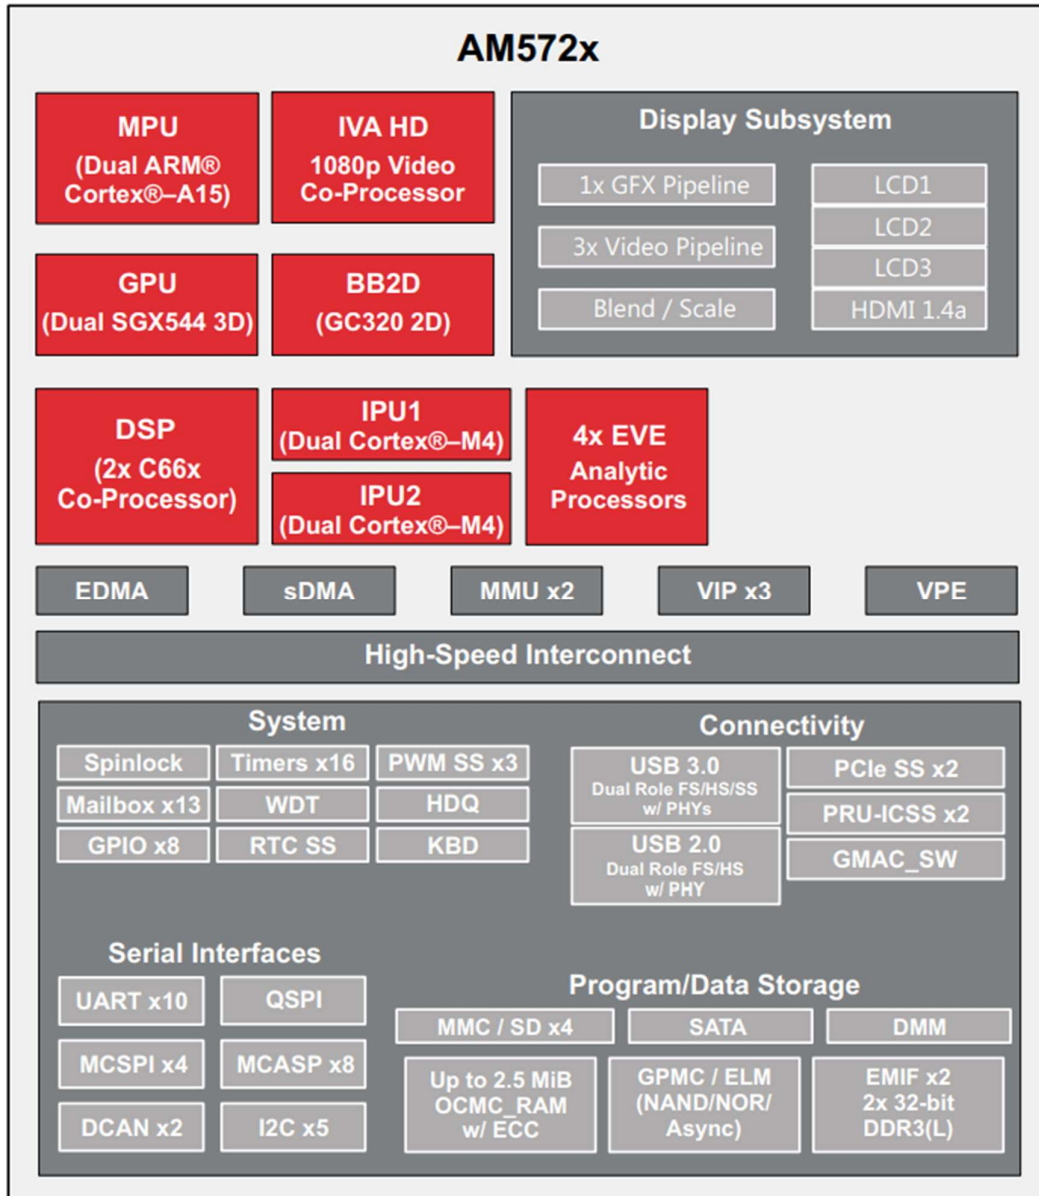 AM572x
MPU
(Dual ARM®
Cortex®–A15)
IVA HD
1080p Video
Co-Processor
Display Subsystem
1x GFX Pipeline
3x Video Pipeline
Blend / Scale
LCD1
LCD2
LCD3
HDMI 1.4a
GPU
(Dual SGX544 3D)
BB2D
(GC320 2D)
DSP
(2x C66x
Co-Processor)
IPU1
(Dual Cortex®–M4)
IPU2
(Dual Cortex®–M4)
4x EVE
Analytic
Processors
EDMA
sDMA
MMU x2
VIP x3
VPE
High-Speed Interconnect
System
Spinlock
Timers x16
PWM SS x3
Mailbox x13
WDT
HDQ
GPIO x8
RTC SS
KBD
Connectivity
USB 3.0
Dual Role FS/HS/SS
w/ PHYs
USB 2.0
Dual Role FS/HS
w/ PHY
PCIe SS x2
PRU-ICSS x2
GMAC_SW
Serial Interfaces
UART x10
QSPI
MCSPI x4
MCASP x8
DCAN x2
I2C x5
Program/Data Storage
MMC / SD x4
SATA
DMM
Up to 2.5 MiB
OCMC_RAM
w/ ECC
GPMC / ELM
(NAND/NOR/
Async)
EMIF x2
2x 32-bit
DDR3(L)